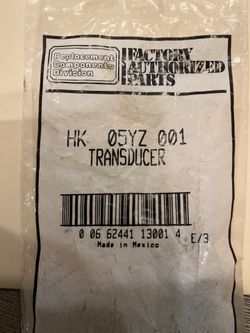 Replacement
Components
Division
FACTORY
AUTHORIZED
PARTS
HK 05YZ 001
TRANSDUCER
0 06 62441 13001 4
E/3
Made in Mexico